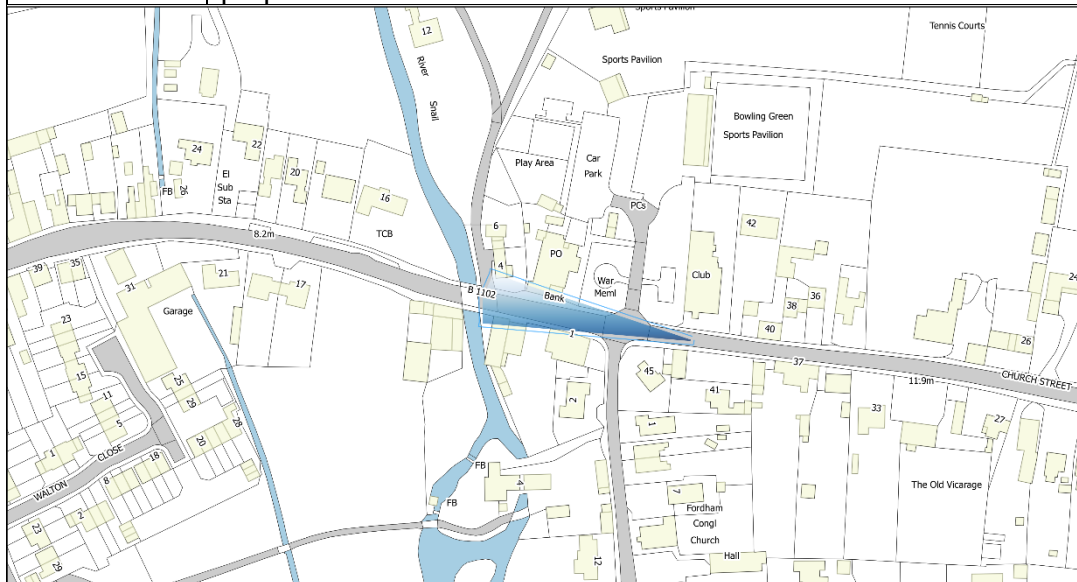 Sports Pavilion
12
Tennis Courts
River
Snail
Sports Pavilion
Bowling Green
Sports Pavilion
24
22
20
26
El
Sub
Sta
FB
16
TCB
Play Area
Car
Park
PCs
42
6
4
PO
War
Meml
Club
8.2m
B 1102
Bank
1
38
36
40
24
26
39
35
31
21
17
Garage
23
15
11
5
25
29
28
20
1
WALTON
CLOSE
18
8
2
23
29
45
2
41
37
11.9m
CHURCH STREET
33
27
1
7
Fordham
Congl
Church
Hall
The Old Vicarage
FB
FB
4
12